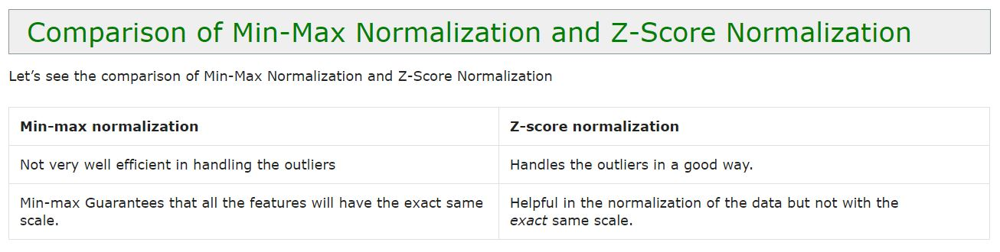 Comparison of Min-Max Normalization and Z-Score Normalization
Let’s see the comparison of Min-Max Normalization and Z-Score Normalization
Min-max normalization
Z-score normalization
Not very well efficient in handling the outliers
Handles the outliers in a good way.
Min-max Guarantees that all the features will have the exact same
scale.
Helpful in the normalization of the data but not with the
exact same scale.